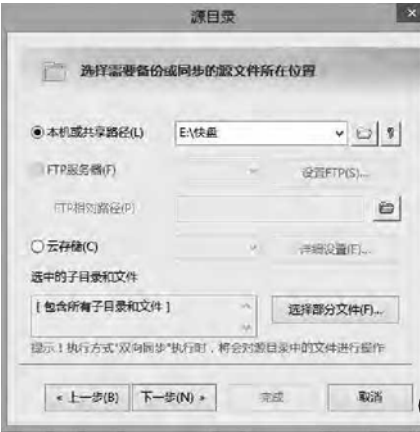 源目录
选择需要备份或同步的源文件所在位置
本机或共享路径(L) E:\快盘
FTP服务器(F) 设置FTP(S)...
FTP相对路径(P)
云存储(C) 详细设置(E)...
选中的子目录和文件
[ 包含所有子目录和文件 ] 选择部分文件(F)...
提示！执行方式"双向同步"执行时，将会对源目录中的文件进行操作
« 上一步(B) 下一步(N) » 完成 取消